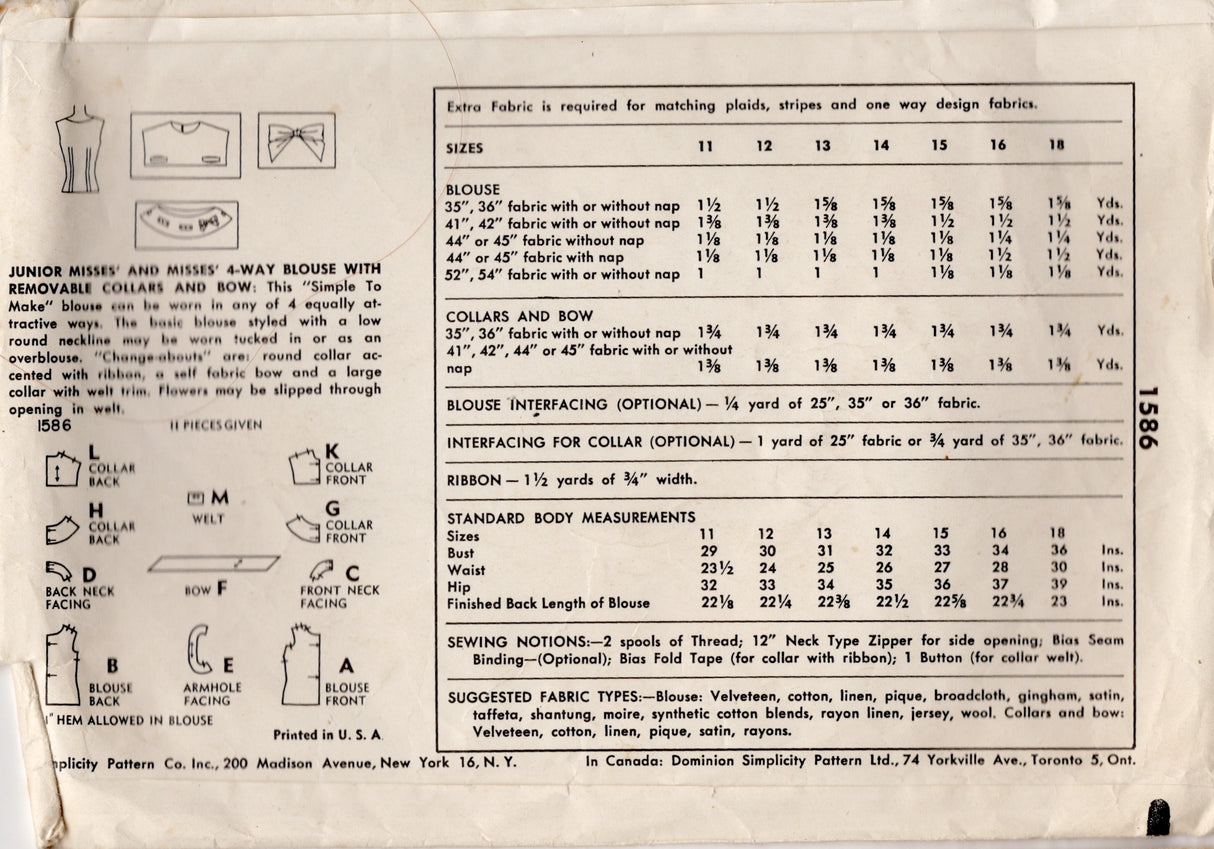 JUNIOR MISSES' AND MISSES' 4-WAY BLOUSE WITH
REMOVABLE COLLARS AND BOW: This "Simple To
Make" blouse can be worn in any of 4 equally at-
tractive ways. The basic blouse styled with a low
round neckline may be worn tucked in or as an
overblouse. "Change-abouts" are: round collar ac-
cented with ribbon, a self fabric bow and a large
collar with welt trim. Flowers may be slipped through
opening in welt.
1586 11 PIECES GIVEN
L COLLAR BACK
K COLLAR FRONT
M WELT
H COLLAR BACK
G COLLAR FRONT
D BACK NECK FACING
BOW F
C FRONT NECK FACING
B BLOUSE BACK
E ARMHOLE FACING
A BLOUSE FRONT
1" HEM ALLOWED IN BLOUSE
Printed in U. S. A.
Extra Fabric is required for matching plaids, stripes and one way design fabrics.
SIZES 11 12 13 14 15 16 18
BLOUSE
35", 36" fabric with or without nap 1½ 1½ 1⅝ 1⅝ 1⅝ 1⅝ 1⅝ Yds.
41", 42" fabric with or without nap 1⅜ 1⅜ 1⅜ 1⅜ 1½ 1½ 1½ Yds.
44" or 45" fabric without nap 1⅛ 1⅛ 1⅛ 1⅛ 1⅛ 1¼ 1¼ Yds.
44" or 45" fabric with nap 1⅛ 1⅛ 1⅛ 1⅛ 1⅛ 1½ 1½ Yds.
52", 54" fabric with or without nap 1 1 1 1 1⅛ 1⅛ 1⅛ Yds.
COLLARS AND BOW
35", 36" fabric with or without nap 1¾ 1¾ 1¾ 1¾ 1¾ 1¾ 1¾ Yds.
41", 42", 44" or 45" fabric with or without
nap 1⅜ 1⅜ 1⅜ 1⅜ 1⅜ 1⅜ 1⅜ Yds.
BLOUSE INTERFACING (OPTIONAL) — ¼ yard of 25", 35" or 36" fabric.
INTERFACING FOR COLLAR (OPTIONAL) — 1 yard of 25" fabric or ¾ yard of 35", 36" fabric.
RIBBON — 1½ yards of ¾" width.
STANDARD BODY MEASUREMENTS
Sizes 11 12 13 14 15 16 18
Bust 29 30 31 32 33 34 36 Ins.
Waist 23½ 24 25 26 27 28 30 Ins.
Hip 32 33 34 35 36 37 39 Ins.
Finished Back Length of Blouse 22⅛ 22¼ 22⅜ 22½ 22⅝ 22¾ 23 Ins.
SEWING NOTIONS:—2 spools of Thread; 12" Neck Type Zipper for side opening; Bias Seam
Binding—(Optional); Bias Fold Tape (for collar with ribbon); 1 Button (for collar welt).
SUGGESTED FABRIC TYPES:—Blouse: Velveteen, cotton, linen, pique, broadcloth, gingham, satin,
taffeta, shantung, moire, synthetic cotton blends, rayon linen, jersey, wool. Collars and bow:
Velveteen, cotton, linen, pique, satin, rayons.
1586
mplicity Pattern Co. Inc., 200 Madison Avenue, New York 16, N. Y. In Canada: Dominion Simplicity Pattern Ltd., 74 Yorkville Ave., Toronto 5, Ont.